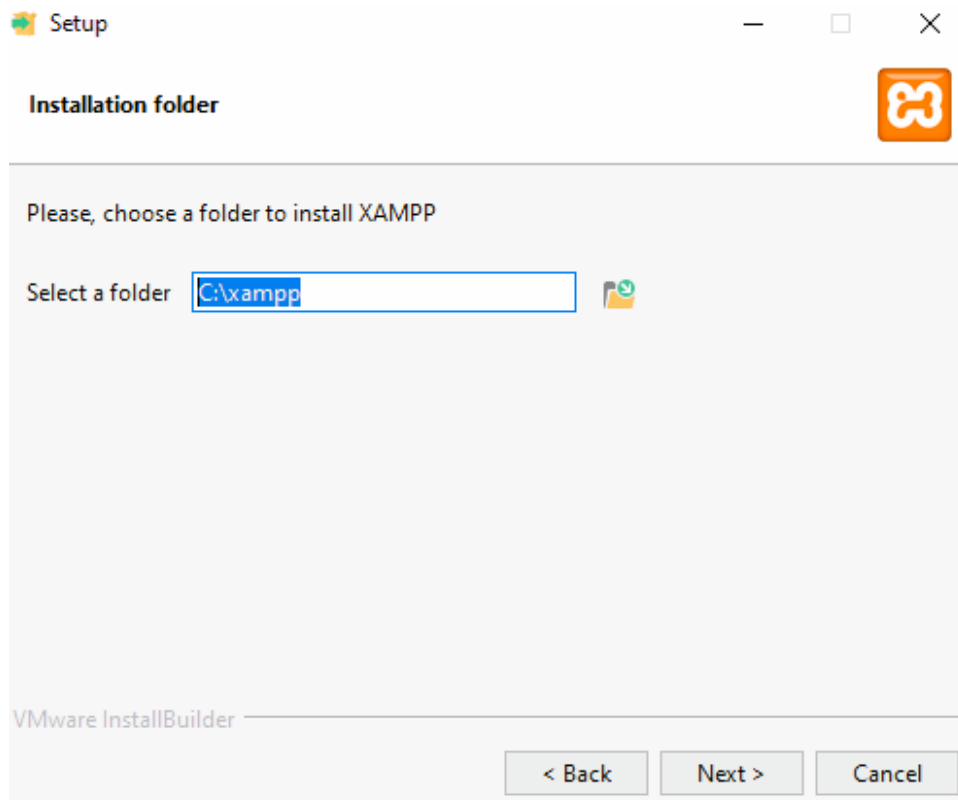 Setup
Installation folder
Please, choose a folder to install XAMPP
Select a folder C:\xampp
VMware InstallBuilder
< Back Next > Cancel